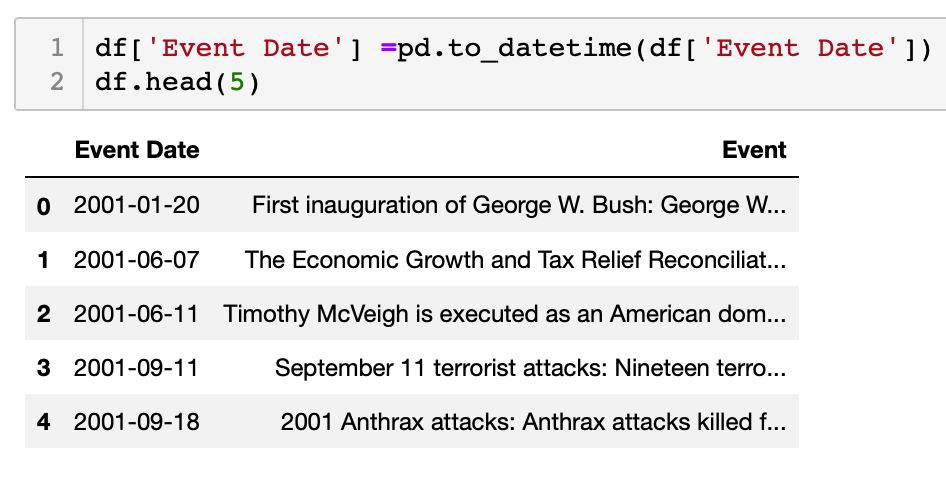 1 df['Event Date'] =pd.to_datetime(df['Event Date'])
2 df.head(5)
Event Date Event
0 2001-01-20 First inauguration of George W. Bush: George W...
1 2001-06-07 The Economic Growth and Tax Relief Reconciliat...
2 2001-06-11 Timothy McVeigh is executed as an American dom...
3 2001-09-11 September 11 terrorist attacks: Nineteen terro...
4 2001-09-18 2001 Anthrax attacks: Anthrax attacks killed f...